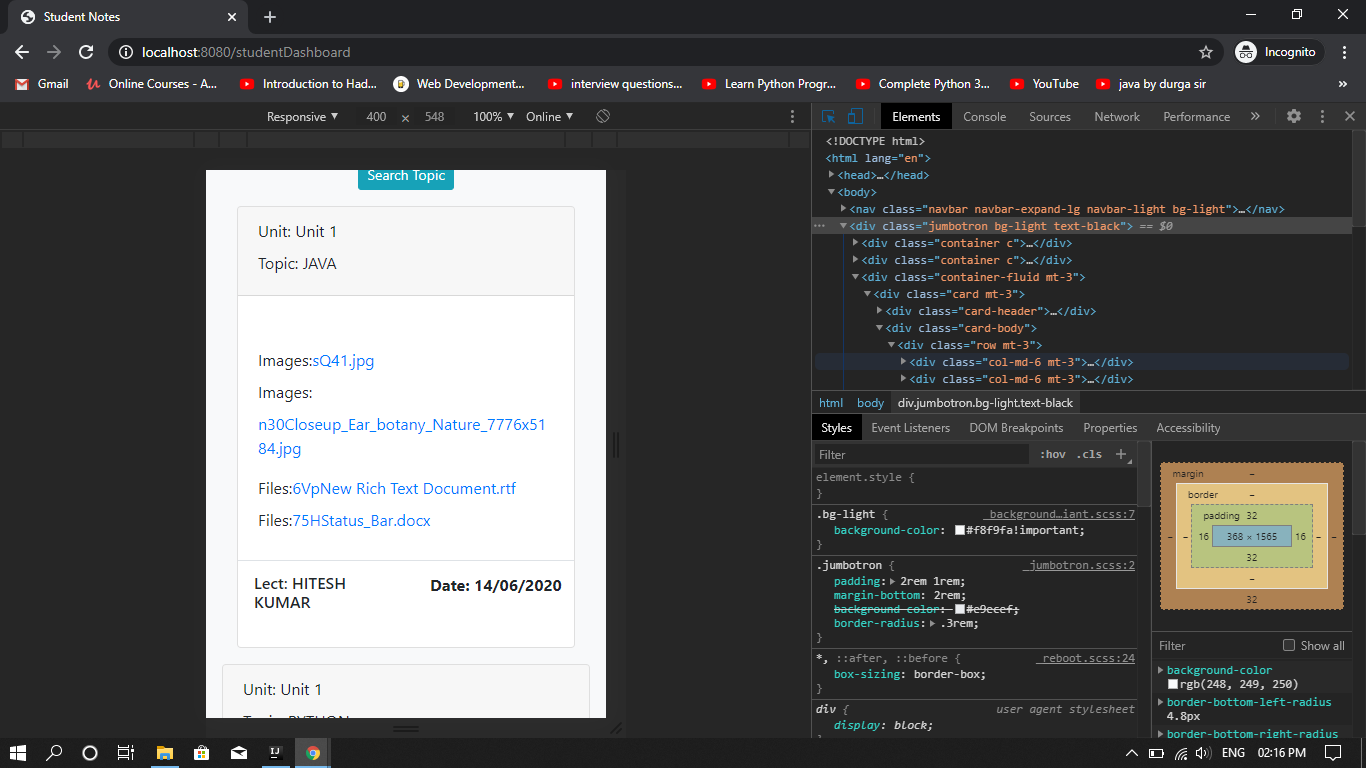 Student Notes
localhost:8080/studentDashboard
Incognito
Gmail
Online Courses - A...
Introduction to Had...
Web Development...
interview questions...
Learn Python Progr...
Complete Python 3...
YouTube
java by durga sir
»
Responsive ▼ 400 × 548 100% ▼ Online ▼
Search Topic
Unit: Unit 1
Topic: JAVA
Images:sQ41.jpg
Images:
n30Closeup_Ear_botany_Nature_7776x51
84.jpg
Files:6VpNew Rich Text Document.rtf
Files:75HStatus_Bar.docx
Lect: HITESH
KUMAR
Date: 14/06/2020
Unit: Unit 1
Topic: PYTHON
Elements Console Sources Network Performance »
<!DOCTYPE html>
<html lang="en">
<head>…</head>
<body>
<nav class="navbar navbar-expand-lg navbar-light bg-light">…</nav>
<div class="jumbotron bg-light text-black"> == $0
<div class="container c">…</div>
<div class="container c">…</div>
<div class="container-fluid mt-3">
<div class="card mt-3">
<div class="card-header">…</div>
<div class="card-body">
<div class="row mt-3">
<div class="col-md-6 mt-3">…</div>
<div class="col-md-6 mt-3">…</div>
html body div.jumbotron.bg-light.text-black
Styles Event Listeners DOM Breakpoints Properties Accessibility
Filter :hov .cls +
element.style {
}
.bg-light { _background…iant.scss:7
background-color: #f8f9fa!important;
}
.jumbotron { _jumbotron.scss:2
padding: 2rem 1rem;
margin-bottom: 2rem;
background-color: #e9ecef;
border-radius: .3rem;
}
*, ::after, ::before { _reboot.scss:24
box-sizing: border-box;
}
div { user agent stylesheet
display: block;
margin –
border –
padding 32
– – 16 368 × 1565 16 – –
32
–
32
Filter Show all
background-color
rgb(248, 249, 250)
border-bottom-left-radius
4.8px
border-bottom-right-radius
IJ
ENG 02:16 PM